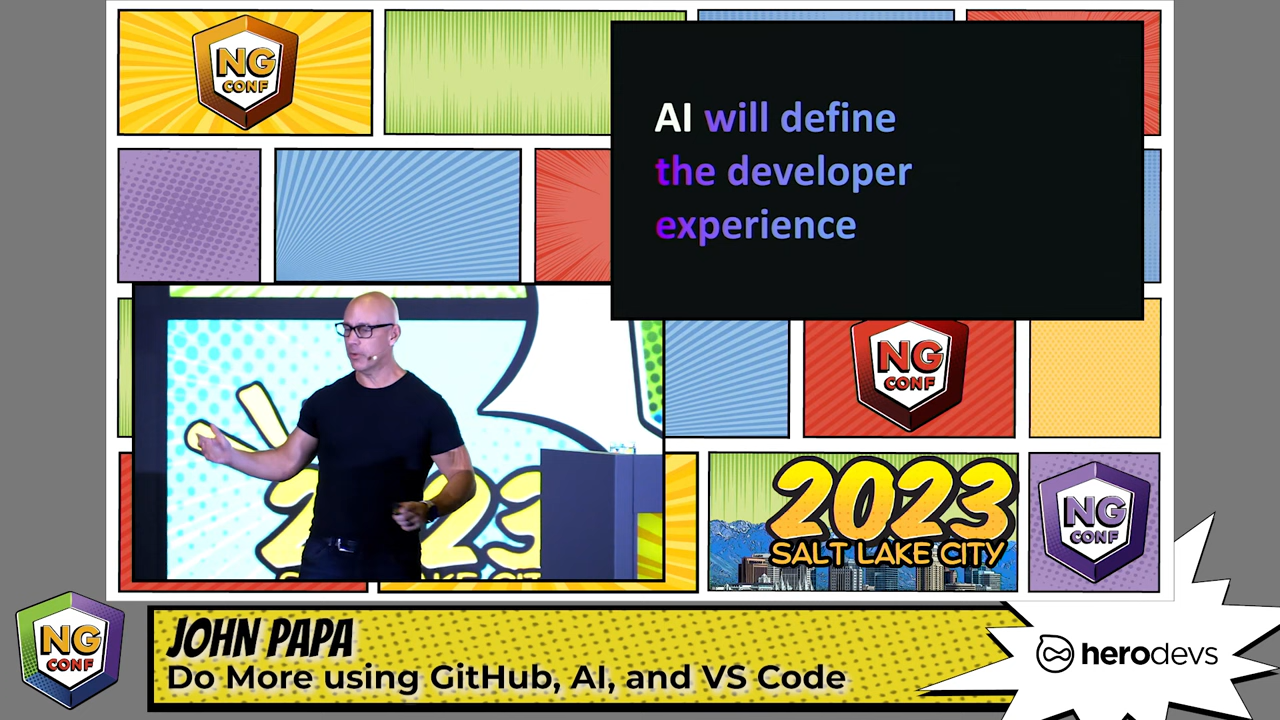 NG
CONF
AI will define
the developer
experience
NG
CONF
2023
SALT LAKE CITY
NG
CONF
NG
CONF
JOHN PAPA
Do More using GitHub, AI, and VS Code
herodevs